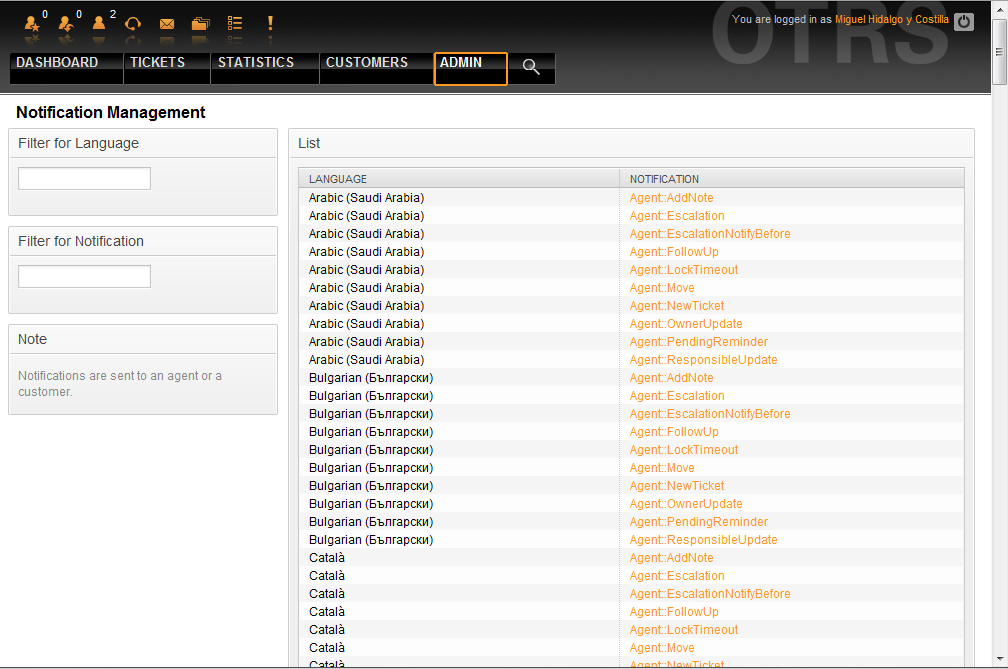 0 0 2
OTRS
You are logged in as Miguel Hidalgo y Costilla
DASHBOARD TICKETS STATISTICS CUSTOMERS ADMIN
Notification Management
Filter for Language
Filter for Notification
Note
Notifications are sent to an agent or a
customer.
List
LANGUAGE NOTIFICATION
Arabic (Saudi Arabia) Agent::AddNote
Arabic (Saudi Arabia) Agent::Escalation
Arabic (Saudi Arabia) Agent::EscalationNotifyBefore
Arabic (Saudi Arabia) Agent::FollowUp
Arabic (Saudi Arabia) Agent::LockTimeout
Arabic (Saudi Arabia) Agent::Move
Arabic (Saudi Arabia) Agent::NewTicket
Arabic (Saudi Arabia) Agent::OwnerUpdate
Arabic (Saudi Arabia) Agent::PendingReminder
Arabic (Saudi Arabia) Agent::ResponsibleUpdate
Bulgarian (Български) Agent::AddNote
Bulgarian (Български) Agent::Escalation
Bulgarian (Български) Agent::EscalationNotifyBefore
Bulgarian (Български) Agent::FollowUp
Bulgarian (Български) Agent::LockTimeout
Bulgarian (Български) Agent::Move
Bulgarian (Български) Agent::NewTicket
Bulgarian (Български) Agent::OwnerUpdate
Bulgarian (Български) Agent::PendingReminder
Bulgarian (Български) Agent::ResponsibleUpdate
Català Agent::AddNote
Català Agent::Escalation
Català Agent::EscalationNotifyBefore
Català Agent::FollowUp
Català Agent::LockTimeout
Català Agent::Move
Català Agent::NewTicket